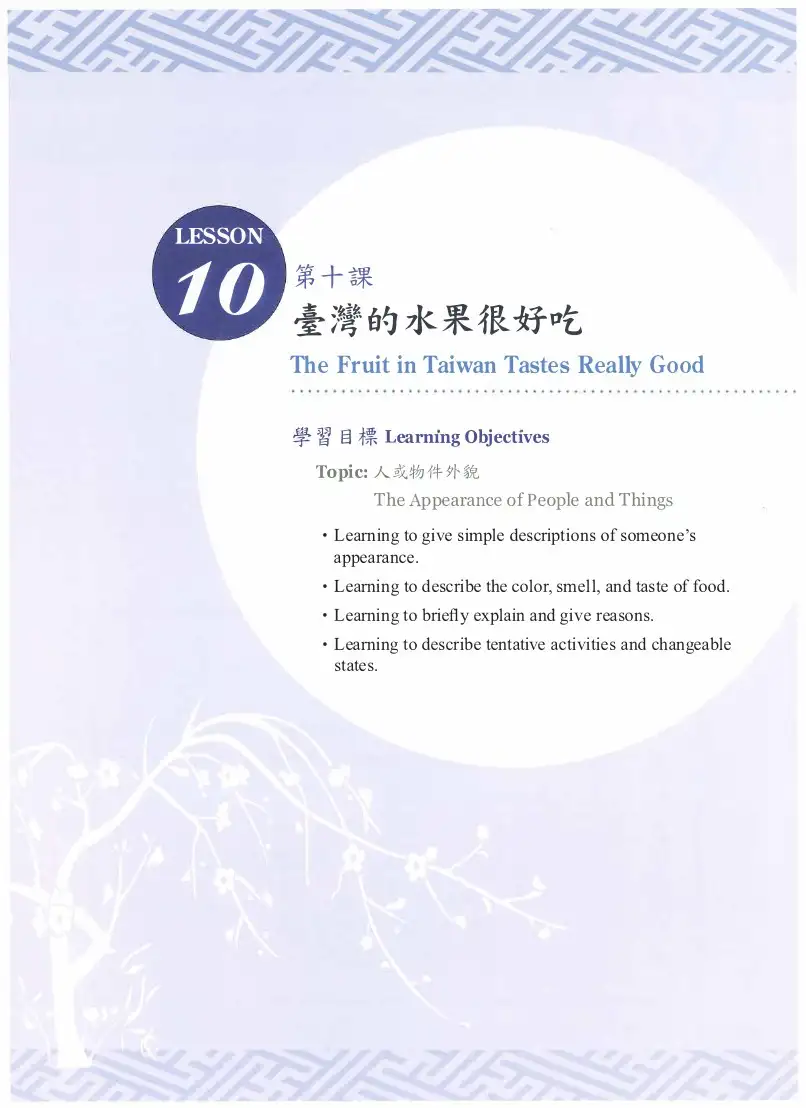 LESSON
10
第十課
臺灣的水果很好吃
The Fruit in Taiwan Tastes Really Good
學習目標 Learning Objectives
Topic: 人或物件外貌
The Appearance of People and Things
・Learning to give simple descriptions of someone’s
appearance.
・Learning to describe the color, smell, and taste of food.
・Learning to briefly explain and give reasons.
・Learning to describe tentative activities and changeable
states.